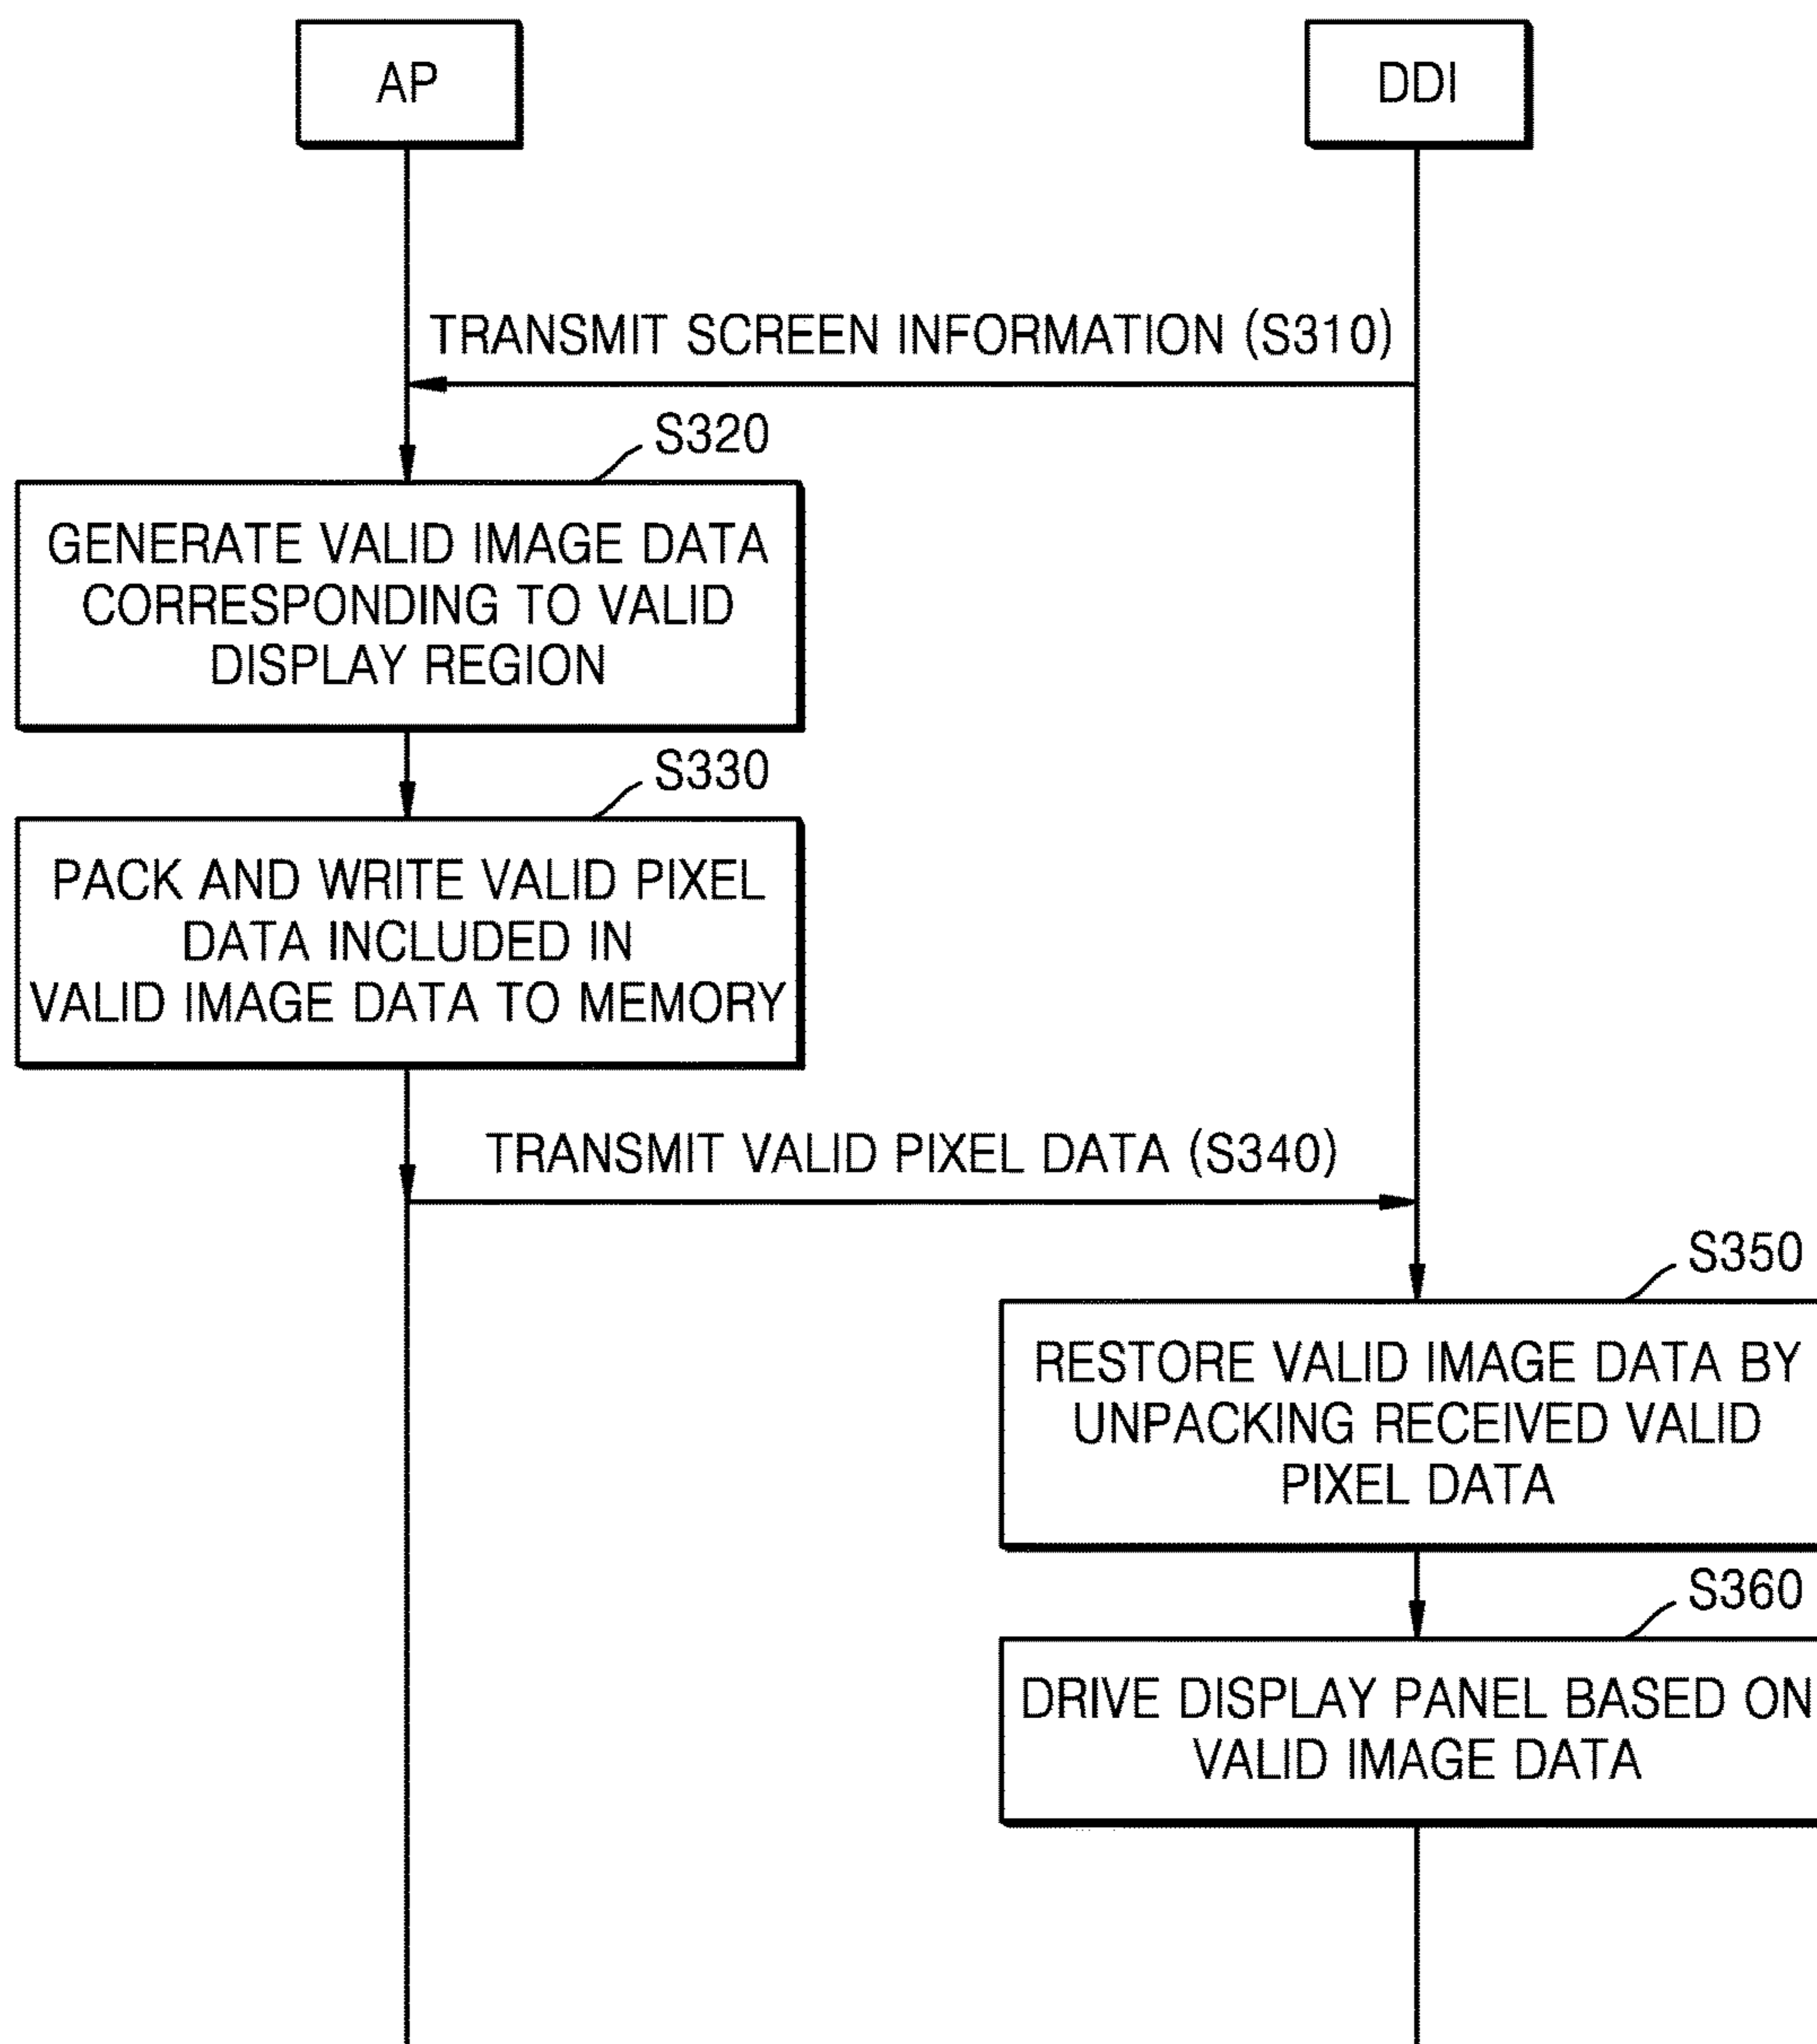 AP
DDI
TRANSMIT SCREEN INFORMATION (S310)
S320
GENERATE VALID IMAGE DATA
CORRESPONDING TO VALID
DISPLAY REGION
S330
PACK AND WRITE VALID PIXEL
DATA INCLUDED IN
VALID IMAGE DATA TO MEMORY
TRANSMIT VALID PIXEL DATA (S340)
S350
RESTORE VALID IMAGE DATA BY
UNPACKING RECEIVED VALID
PIXEL DATA
S360
DRIVE DISPLAY PANEL BASED ON
VALID IMAGE DATA